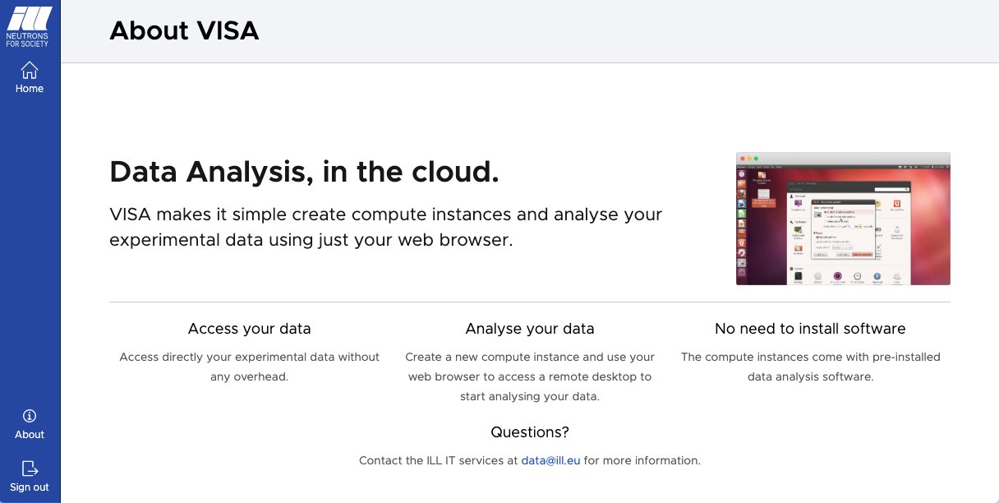 ill
NEUTRONS
FOR SOCIETY
Home
About
Sign out
About VISA
Data Analysis, in the cloud.
VISA makes it simple create compute instances and analyse your
experimental data using just your web browser.
Access your data
Access directly your experimental data without
any overhead.
Analyse your data
Create a new compute instance and use your
web browser to access a remote desktop to
start analysing your data.
No need to install software
The compute instances come with pre-installed
data analysis software.
Questions?
Contact the ILL IT services at data@ill.eu for more information.